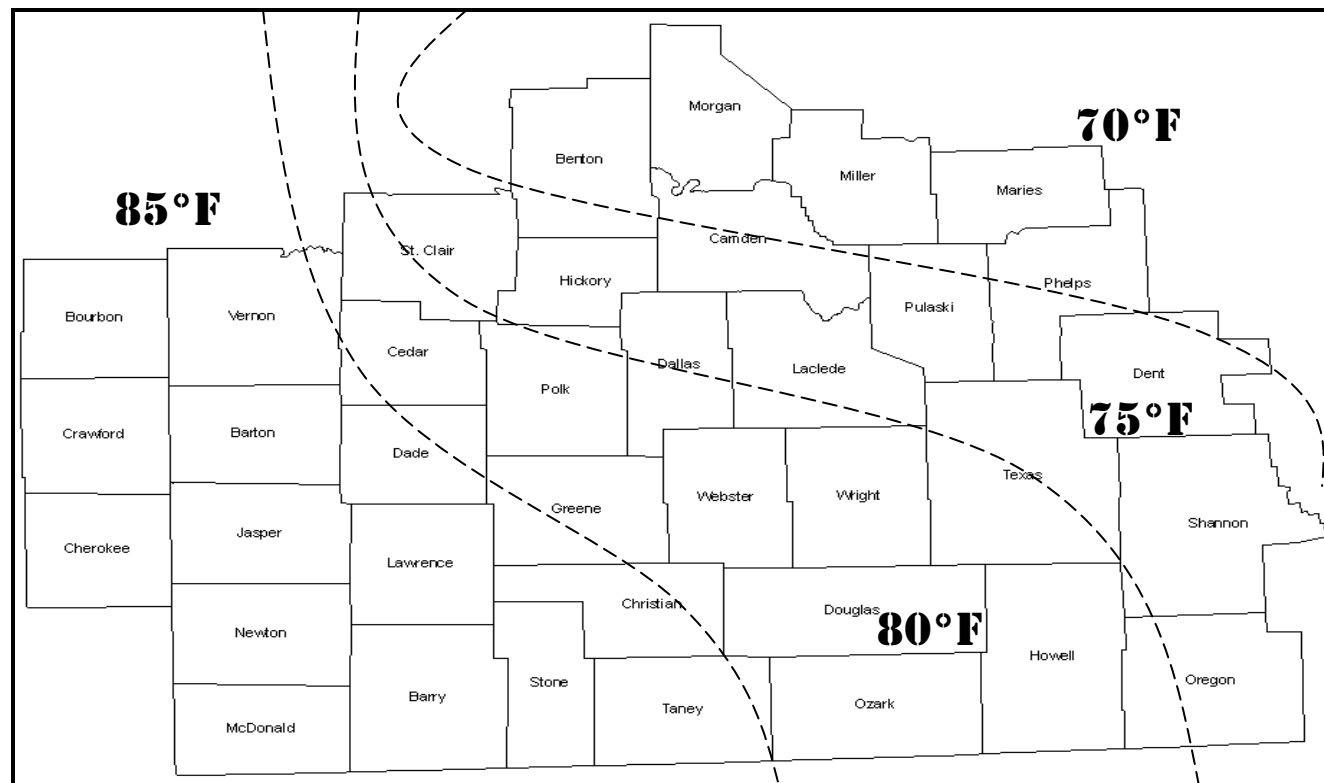 Morgan
70°F
Benton
Miller
Maries
85°F
St. Clair
Camden
Hickory
Phelps
Bourbon
Vernon
Pulaski
Cedar
Polk
Dallas
Laclede
Dent
75°F
Crawford
Barton
Dade
Texas
Greene
Webster
Wright
Shannon
Cherokee
Jasper
Lawrence
Christian
Douglas
80°F
Newton
Howell
Stone
Oregon
Barry
Taney
Ozark
McDonald